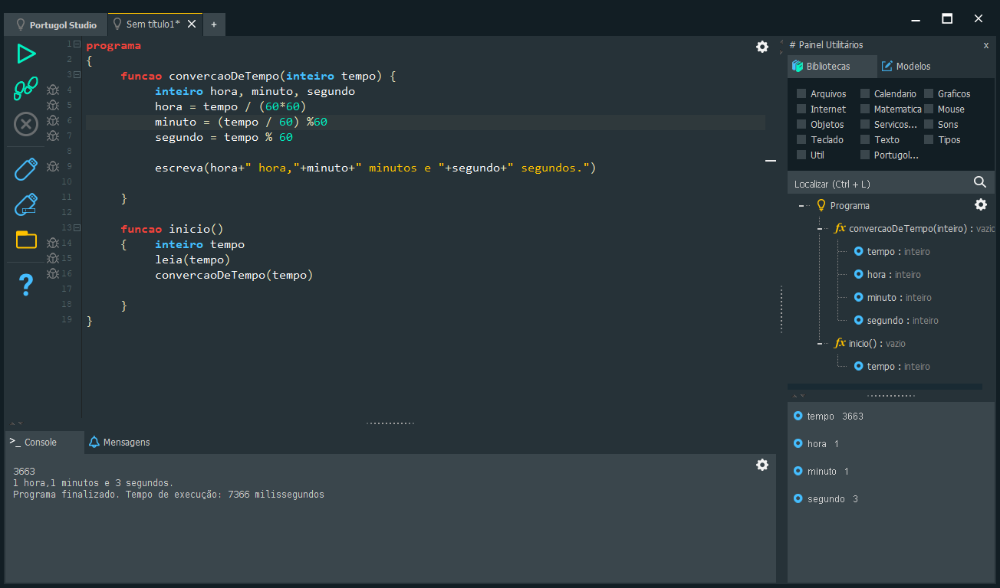 Portugol Studio
Sem título1*
+
1 programa
2 {
3 funcao convercaoDeTempo(inteiro tempo) {
4 inteiro hora, minuto, segundo
5 hora = tempo / (60*60)
6 minuto = (tempo / 60) %60
7 segundo = tempo % 60
8
9 escreva(hora+" hora,"+minuto+" minutos e "+segundo+" segundos.")
10
11 }
12
13 funcao inicio()
14 { inteiro tempo
15 leia(tempo)
16 convercaoDeTempo(tempo)
17
18 }
19 }
# Painel Utilitários x
Bibliotecas Modelos
Arquivos Calendario Graficos
Internet Matematica Mouse
Objetos Servicos... Sons
Teclado Texto Tipos
Util Portugol...
Localizar (Ctrl + L)
Programa
fx convercaoDeTempo(inteiro) : vazio
tempo : inteiro
hora : inteiro
minuto : inteiro
segundo : inteiro
fx inicio() : vazio
tempo : inteiro
tempo 3663
hora 1
minuto 1
segundo 3
>_ Console Mensagens
3663
1 hora,1 minutos e 3 segundos.
Programa finalizado. Tempo de execução: 7366 milissegundos